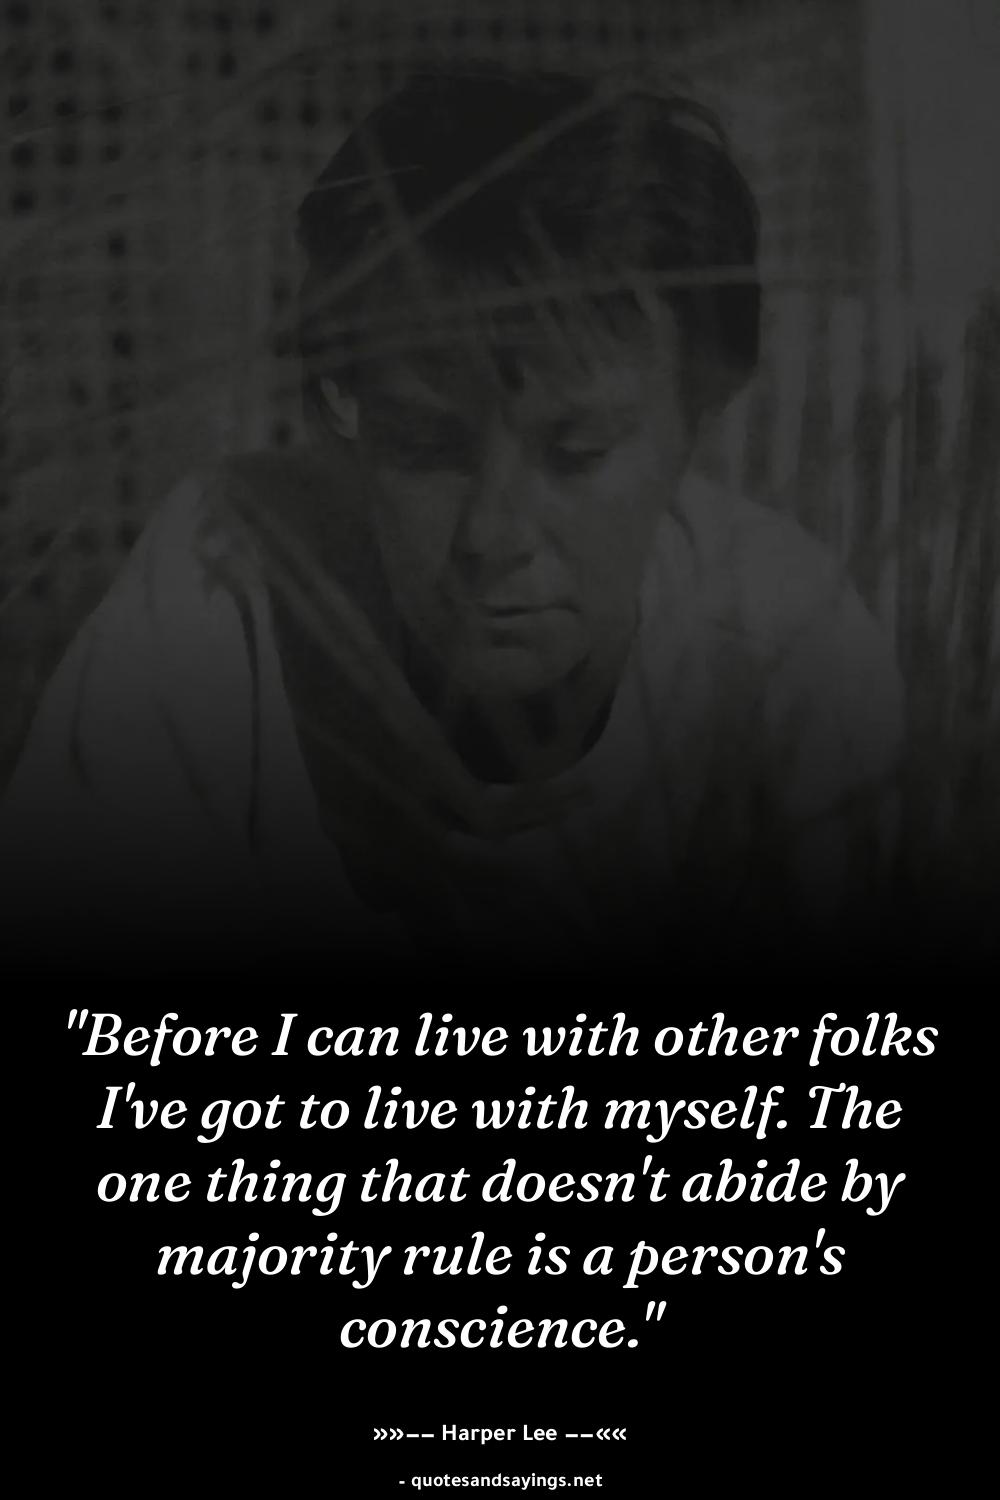 "Before I can live with other folks
I've got to live with myself. The
one thing that doesn't abide by
majority rule is a person's
conscience."
»»–– Harper Lee ––««
- quotesandsayings.net